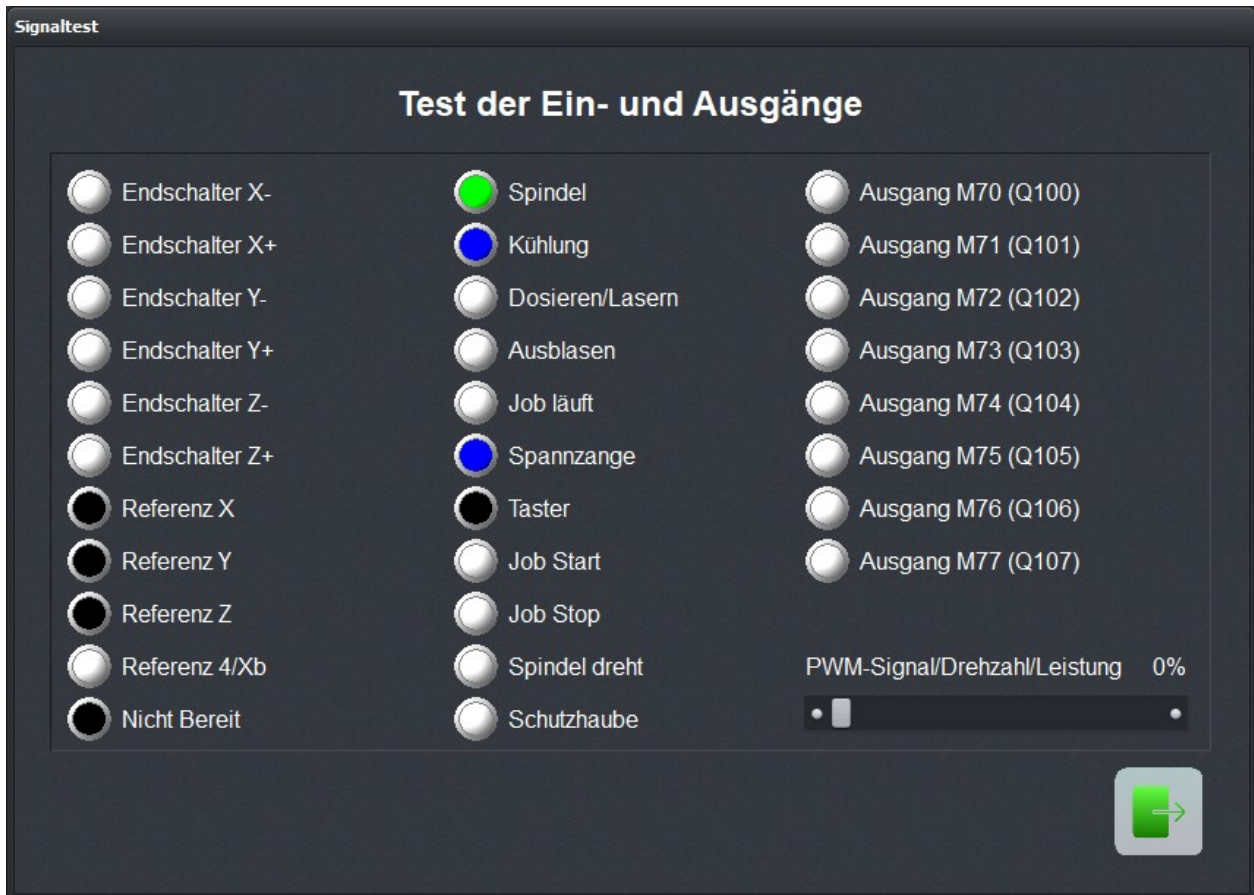 Signaltest
Test der Ein- und Ausgänge
Endschalter X-
Endschalter X+
Endschalter Y-
Endschalter Y+
Endschalter Z-
Endschalter Z+
Referenz X
Referenz Y
Referenz Z
Referenz 4/Xb
Nicht Bereit
Spindel
Kühlung
Dosieren/Lasern
Ausblasen
Job läuft
Spannzange
Taster
Job Start
Job Stop
Spindel dreht
Schutzhaube
Ausgang M70 (Q100)
Ausgang M71 (Q101)
Ausgang M72 (Q102)
Ausgang M73 (Q103)
Ausgang M74 (Q104)
Ausgang M75 (Q105)
Ausgang M76 (Q106)
Ausgang M77 (Q107)
PWM-Signal/Drehzahl/Leistung 0%